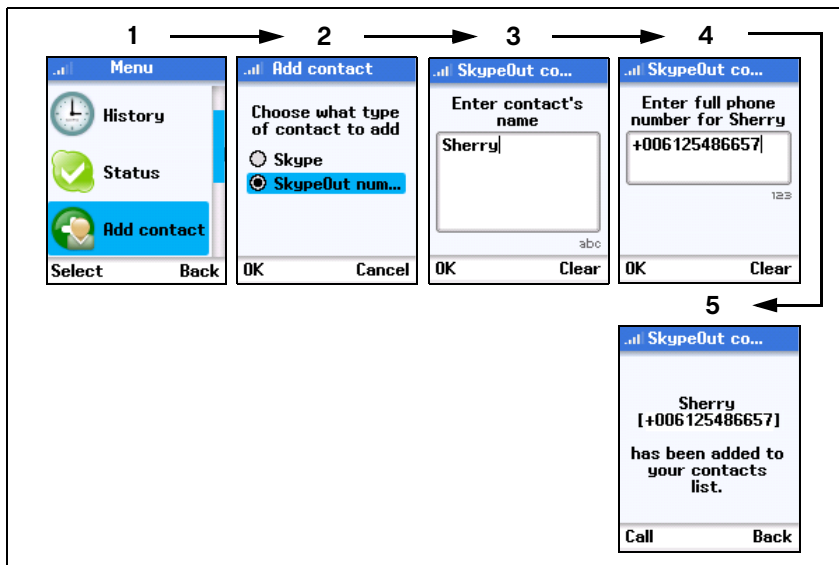 1
Menu
History
Status
Add contact
Select Back
2
Add contact
Choose what type
of contact to add
Skype
SkypeOut num...
OK Cancel
3
SkypeOut co...
Enter contact's
name
Sherry
abc
OK Clear
4
SkypeOut co...
Enter full phone
number for Sherry
+006125486657
123
OK Clear
5
SkypeOut co...
Sherry
[+006125486657]
has been added to
your contacts
list.
Call Back